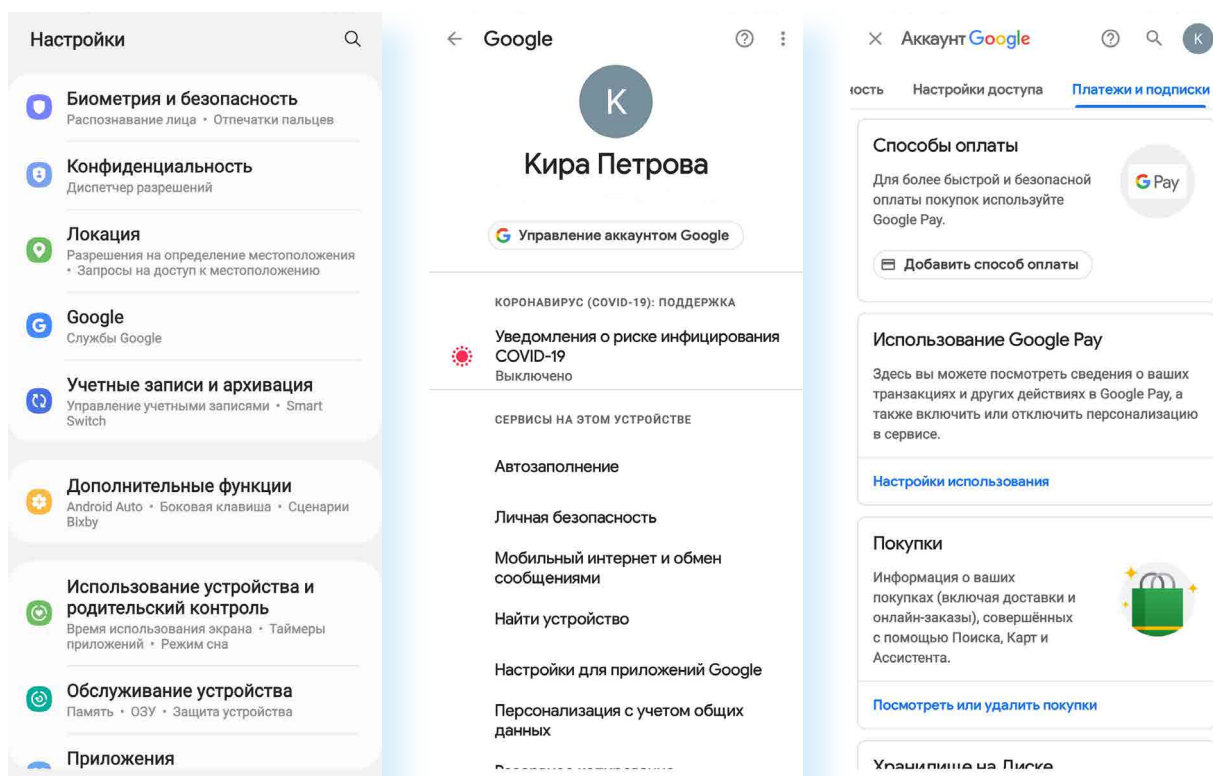 Настройки
Биометрия и безопасность
Распознавание лица • Отпечатки пальцев
Конфиденциальность
Диспетчер разрешений
Локация
Разрешения на определение местоположения
• Запросы на доступ к местоположению
Google
Службы Google
Учетные записи и архивация
Управление учетными записями • Smart
Switch
Дополнительные функции
Android Auto • Боковая клавиша • Сценарии
Bixby
Использование устройства и
родительский контроль
Время использования экрана • Таймеры
приложений • Режим сна
Обслуживание устройства
Память • ОЗУ • Защита устройства
Приложения
Google
К
Кира Петрова
G Управление аккаунтом Google
КОРОНАВИРУС (COVID-19): ПОДДЕРЖКА
Уведомления о риске инфицирования
COVID-19
Выключено
СЕРВИСЫ НА ЭТОМ УСТРОЙСТВЕ
Автозаполнение
Личная безопасность
Мобильный интернет и обмен
сообщениями
Найти устройство
Настройки для приложений Google
Персонализация с учетом общих
данных
Аккаунт Google
К
Настройки доступа
Платежи и подписки
Способы оплаты
Для более быстрой и безопасной
оплаты покупок используйте
Google Pay.
G Pay
Добавить способ оплаты
Использование Google Pay
Здесь вы можете посмотреть сведения о ваших
транзакциях и других действиях в Google Pay, а
также включить или отключить персонализацию
в сервисе.
Настройки использования
Покупки
Информация о ваших
покупках (включая доставки и
онлайн-заказы), совершённых
с помощью Поиска, Карт и
Ассистента.
Посмотреть или удалить покупки
Хранилище на Диске